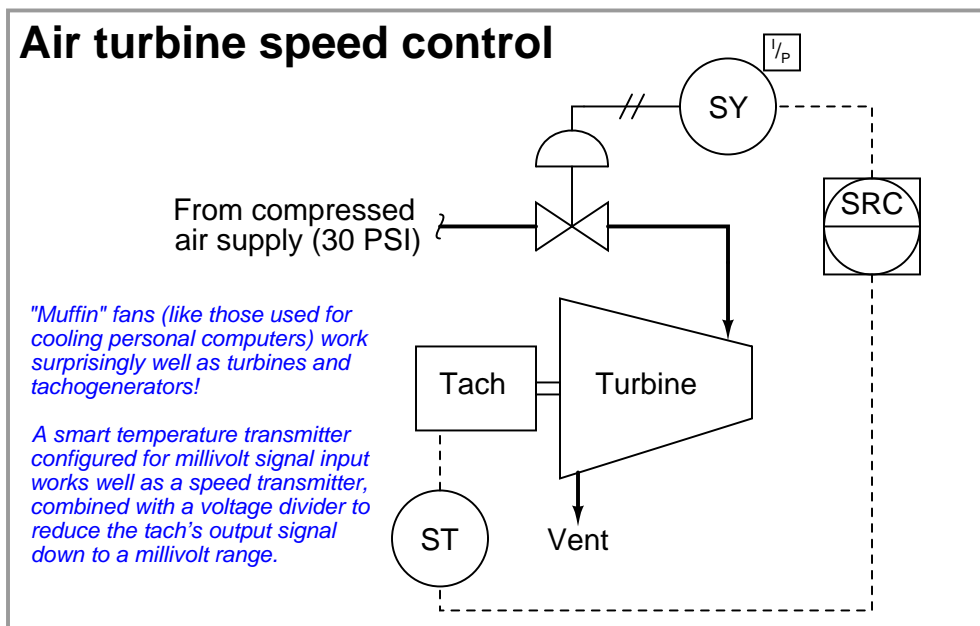 Air turbine speed control
I/P
SY
SRC
From compressed
air supply (30 PSI)
"Muffin" fans (like those used for
cooling personal computers) work
surprisingly well as turbines and
tachogenerators!
Tach
Turbine
A smart temperature transmitter
configured for millivolt signal input
works well as a speed transmitter,
combined with a voltage divider to
reduce the tach's output signal
down to a millivolt range.
ST
Vent